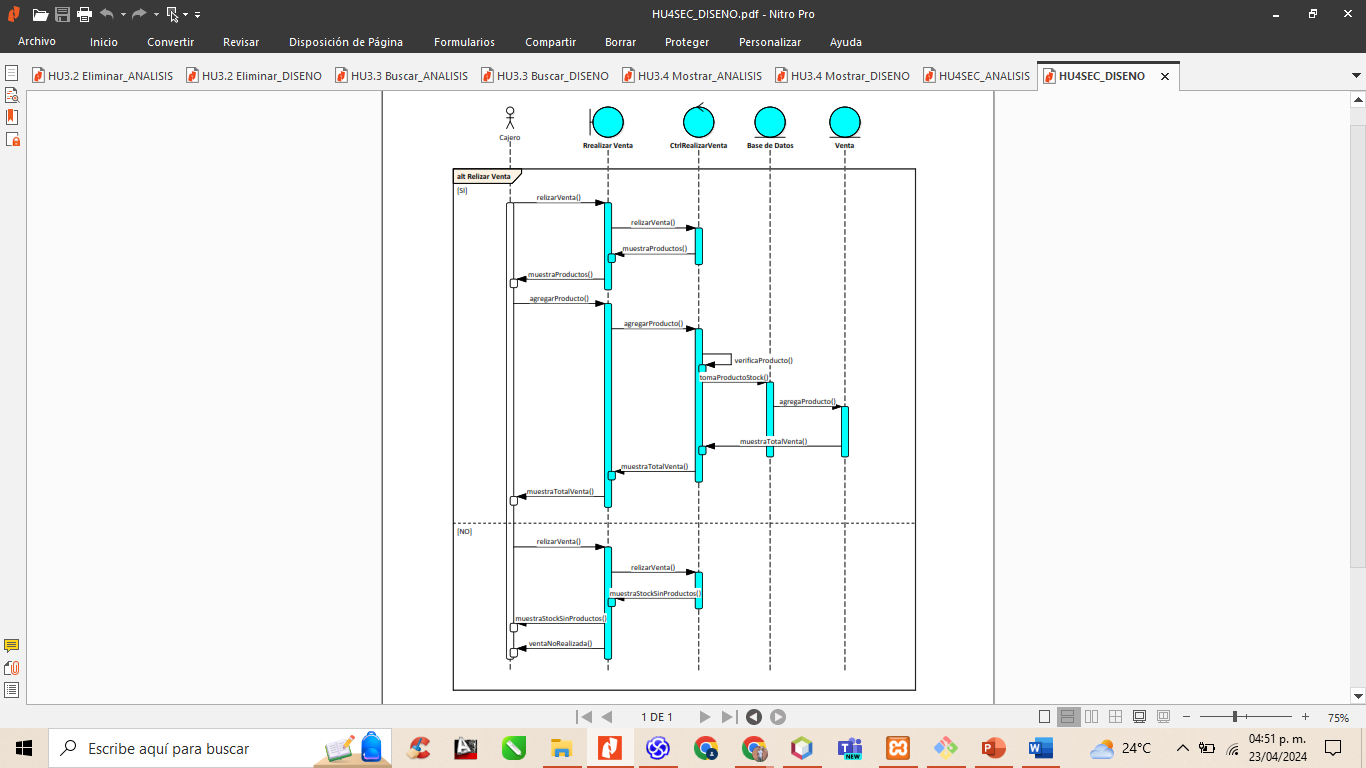 HU4SEC_DISENO.pdf - Nitro Pro
Archivo Inicio Convertir Revisar Disposición de Página Formularios Compartir Borrar Proteger Personalizar Ayuda
HU3.2 Eliminar_ANALISIS HU3.2 Eliminar_DISENO HU3.3 Buscar_ANALISIS HU3.3 Buscar_DISENO HU3.4 Mostrar_ANALISIS HU3.4 Mostrar_DISENO HU4SEC_ANALISIS HU4SEC_DISENO
Cajero Rrealizar Venta CtrlRealizarVenta Base de Datos Venta
alt Relizar Venta
[SI]
relizarVenta()
relizarVenta()
muestraProductos()
muestraProductos()
agregarProducto()
agregarProducto()
verificaProducto()
tomaProductoStock()
agregaProducto()
muestraTotalVenta()
muestraTotalVenta()
muestraTotalVenta()
[NO]
relizarVenta()
relizarVenta()
muestraStockSinProductos()
muestraStockSinProductos()
ventaNoRealizada()
1 DE 1
75%
Escribe aquí para buscar
NEW
24°C
04:51 p. m.
23/04/2024